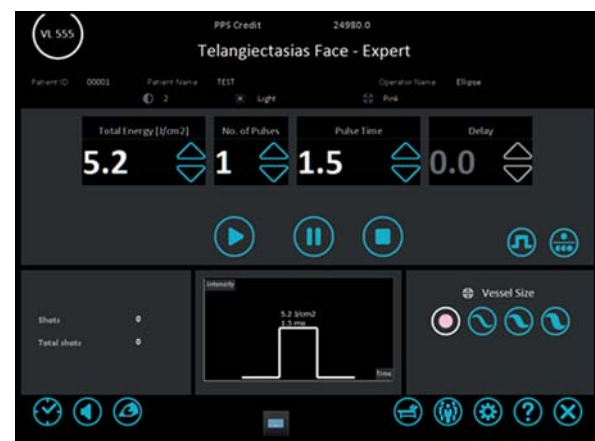 VL 555
PPS Credit 24980.0
Telangiectasias Face - Expert
Patient ID 00001 Patient Name TEST Operator Name Ellipse
2 Light Pink
Total Energy [J/cm2] No. of Pulses Pulse Time Delay
5.2 1 1.5 0.0
Intensity
5.2 J/cm2
1.5 ms
Time
Shots 0
Total shots 0
Vessel Size
?